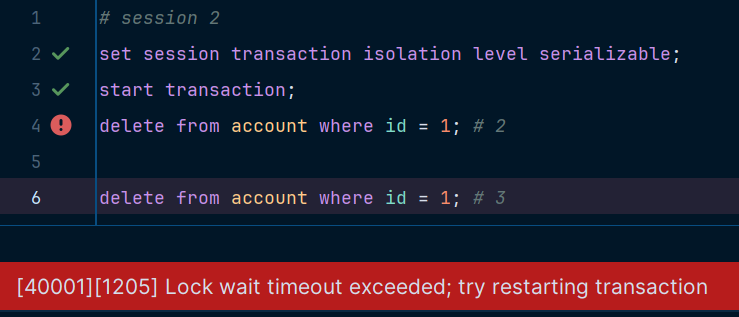 1 # session 2
2 set session transaction isolation level serializable;
3 start transaction;
4 delete from account where id = 1; # 2
5
6 delete from account where id = 1; # 3
[40001][1205] Lock wait timeout exceeded; try restarting transaction